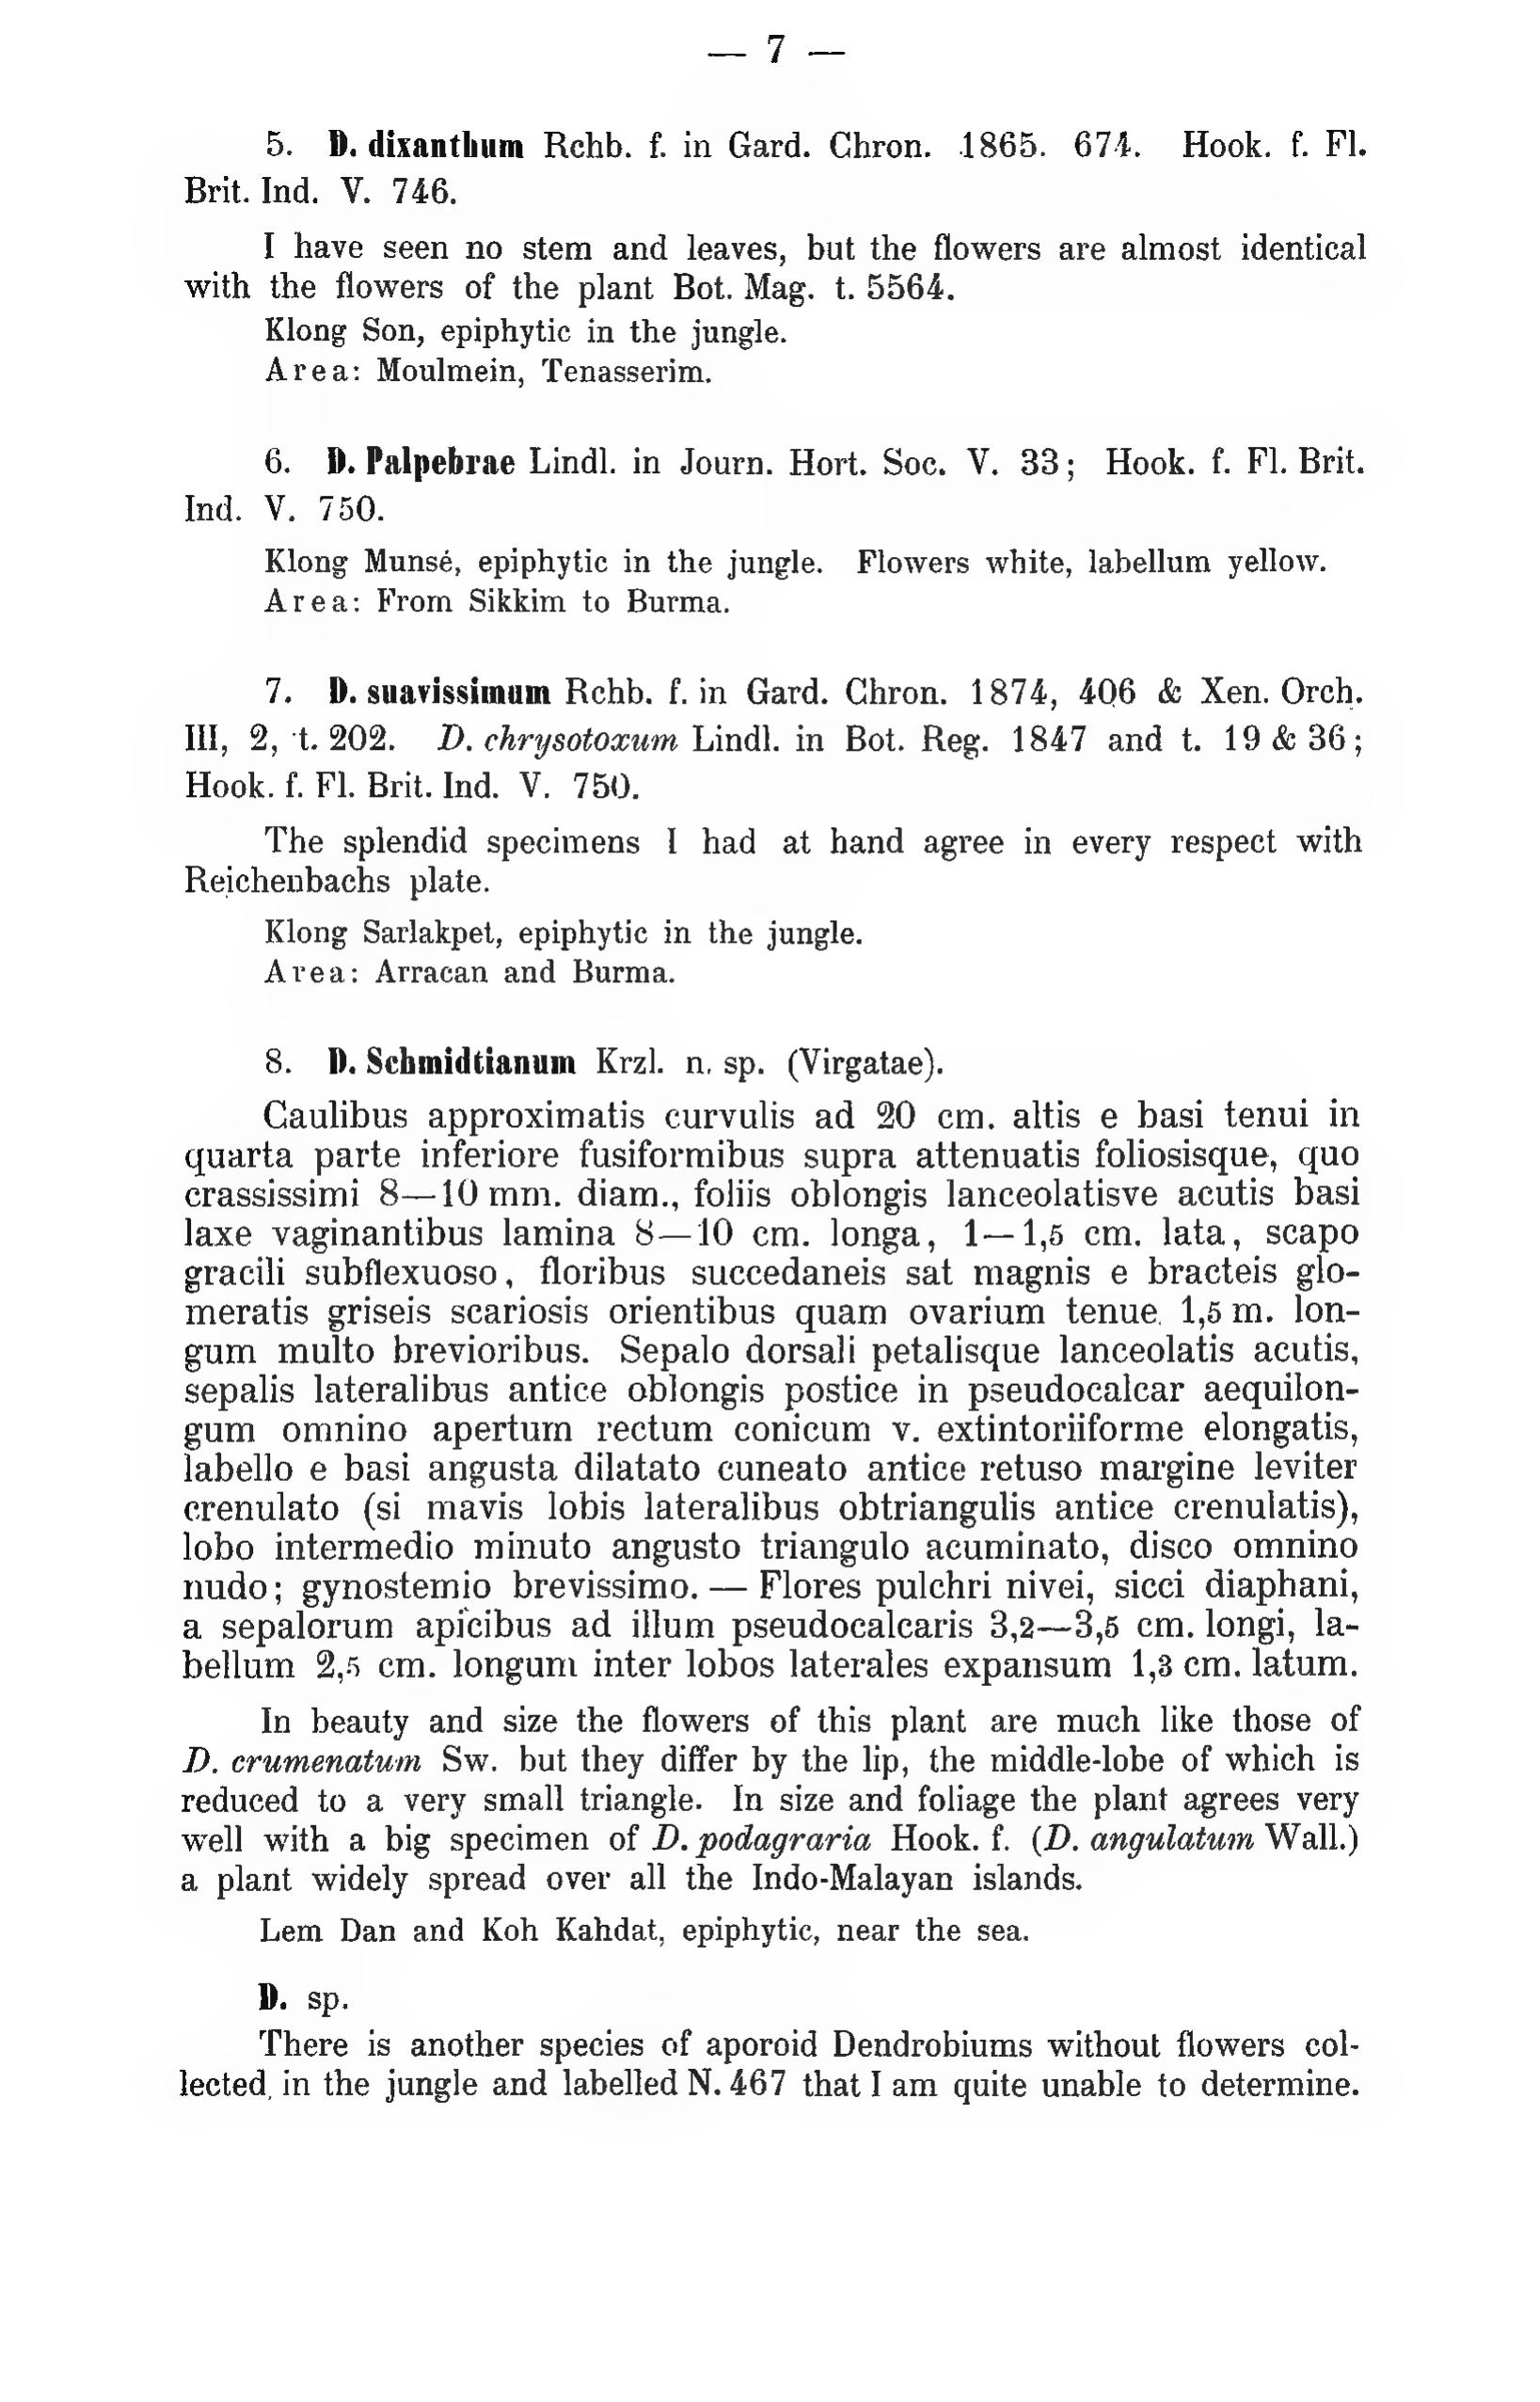 — 7 —
5. D. dixanthum Rchb. f. in Gard. Chron. 1865. 674. Hook. f. Fl.
Brit. Ind. V. 746.
I have seen no stem and leaves, but the flowers are almost identical
with the flowers of the plant Bot. Mag. t. 5564.
Klong Son, epiphytic in the jungle.
Area: Moulmein, Tenasserim.
6. D. Palpebrae Lindl. in Journ. Hort. Soc. V. 33; Hook. f. Fl. Brit.
Ind. V. 750.
Klong Munsé, epiphytic in the jungle. Flowers white, labellum yellow.
Area: From Sikkim to Burma.
7. D. suavissimum Rchb. f. in Gard. Chron. 1874, 406 & Xen. Orch.
III, 2, t. 202. D. chrysotoxum Lindl. in Bot. Reg. 1847 and t. 19 & 36;
Hook. f. Fl. Brit. Ind. V. 750.
The splendid specimens I had at hand agree in every respect with
Reichenbachs plate.
Klong Sarlakpet, epiphytic in the jungle.
Area: Arracan and Burma.
8. D. Schmidtianum Krzl. n. sp. (Virgatae).
Caulibus approximatis curvulis ad 20 cm. altis e basi tenui in
quarta parte inferiore fusiformibus supra attenuatis foliosisque, quo
crassissimi 8—10 mm. diam., foliis oblongis lanceolatisve acutis basi
laxe vaginantibus lamina 8—10 cm. longa, 1—1,5 cm. lata, scapo
gracili subflexuoso, floribus succedaneis sat magnis e bracteis glo-
meratis griseis scariosis orientibus quam ovarium tenue 1,5 m. lon-
gum multo brevioribus. Sepalo dorsali petalisque lanceolatis acutis,
sepalis lateralibus antice oblongis postice in pseudocalcar aequilon-
gum omnino apertum rectum conicum v. extintoriiforme elongatis,
labello e basi angusta dilatato cuneato antice retuso margine leviter
crenulato (si mavis lobis lateralibus obtriangulis antice crenulatis),
lobo intermedio minuto angusto triangulo acuminato, disco omnino
nudo; gynostemio brevissimo. — Flores pulchri nivei, sicci diaphani,
a sepalorum apicibus ad illum pseudocalcaris 3,2—3,5 cm. longi, la-
bellum 2,5 cm. longum inter lobos laterales expansum 1,3 cm. latum.
In beauty and size the flowers of this plant are much like those of
D. crumenatum Sw. but they differ by the lip, the middle-lobe of which is
reduced to a very small triangle. In size and foliage the plant agrees very
well with a big specimen of D. podagraria Hook. f. (D. angulatum Wall.)
a plant widely spread over all the Indo-Malayan islands.
Lem Dan and Koh Kahdat, epiphytic, near the sea.
D. sp.
There is another species of aporoid Dendrobiums without flowers col-
lected in the jungle and labelled N. 467 that I am quite unable to determine.